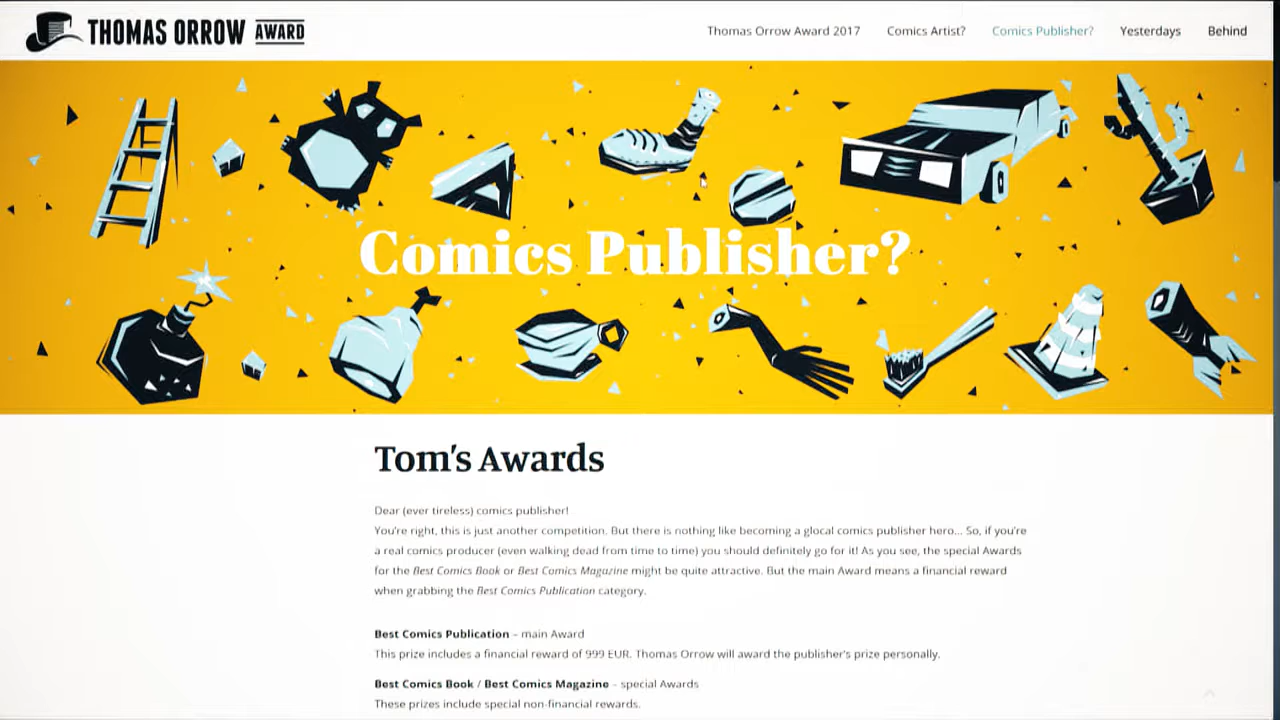 THOMAS ORROW AWARD
Thomas Orrow Award 2017 Comics Artist? Comics Publisher? Yesterdays Behind
Comics Publisher?
Tom's Awards
Dear (ever tireless) comics publisher!
You're right, this is just another competition. But there is nothing like becoming a glocal comics publisher hero... So, if you're
a real comics producer (even walking dead from time to time) you should definitely go for it! As you see, the special Awards
for the Best Comics Book or Best Comics Magazine might be quite attractive. But the main Award means a financial reward
when grabbing the Best Comics Publication category.
Best Comics Publication – main Award
This prize includes a financial reward of 999 EUR. Thomas Orrow will award the publisher's prize personally.
Best Comics Book / Best Comics Magazine – special Awards
These prizes include special non-financial rewards.